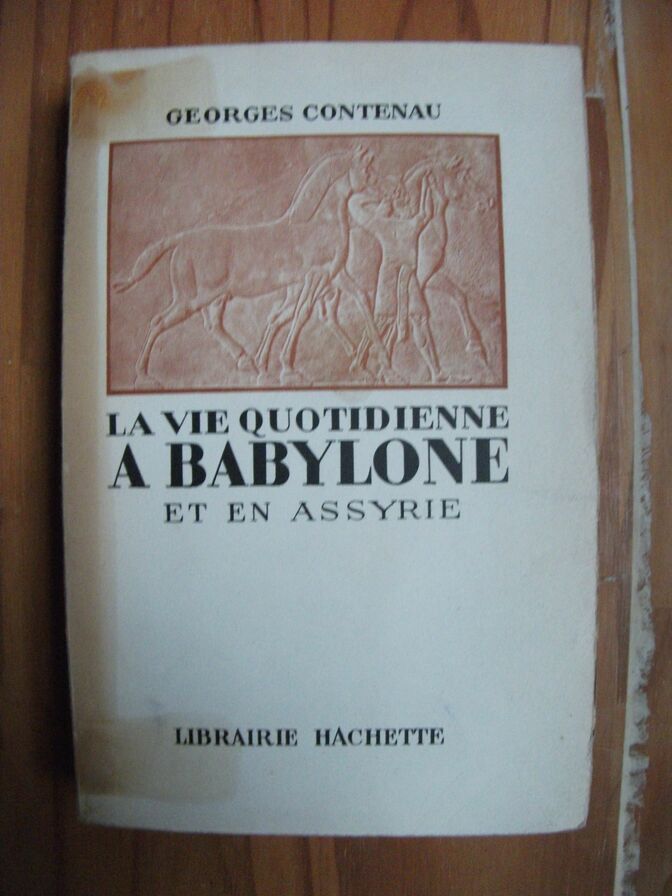 GEORGES CONTENAU
LA VIE QUOTIDIENNE
A BABYLONE
ET EN ASSYRIE
LIBRAIRIE HACHETTE